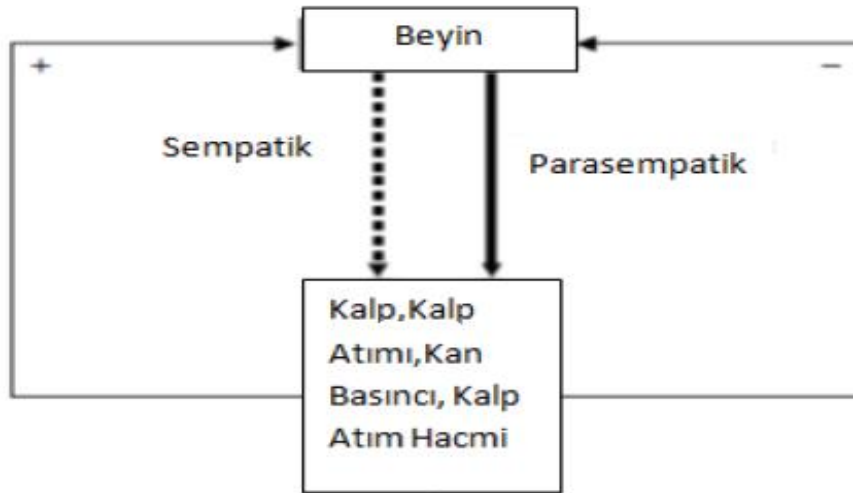 Beyin
+
−
Sempatik
Parasempatik
Kalp,Kalp
Atımı,Kan
Basıncı, Kalp
Atım Hacmi